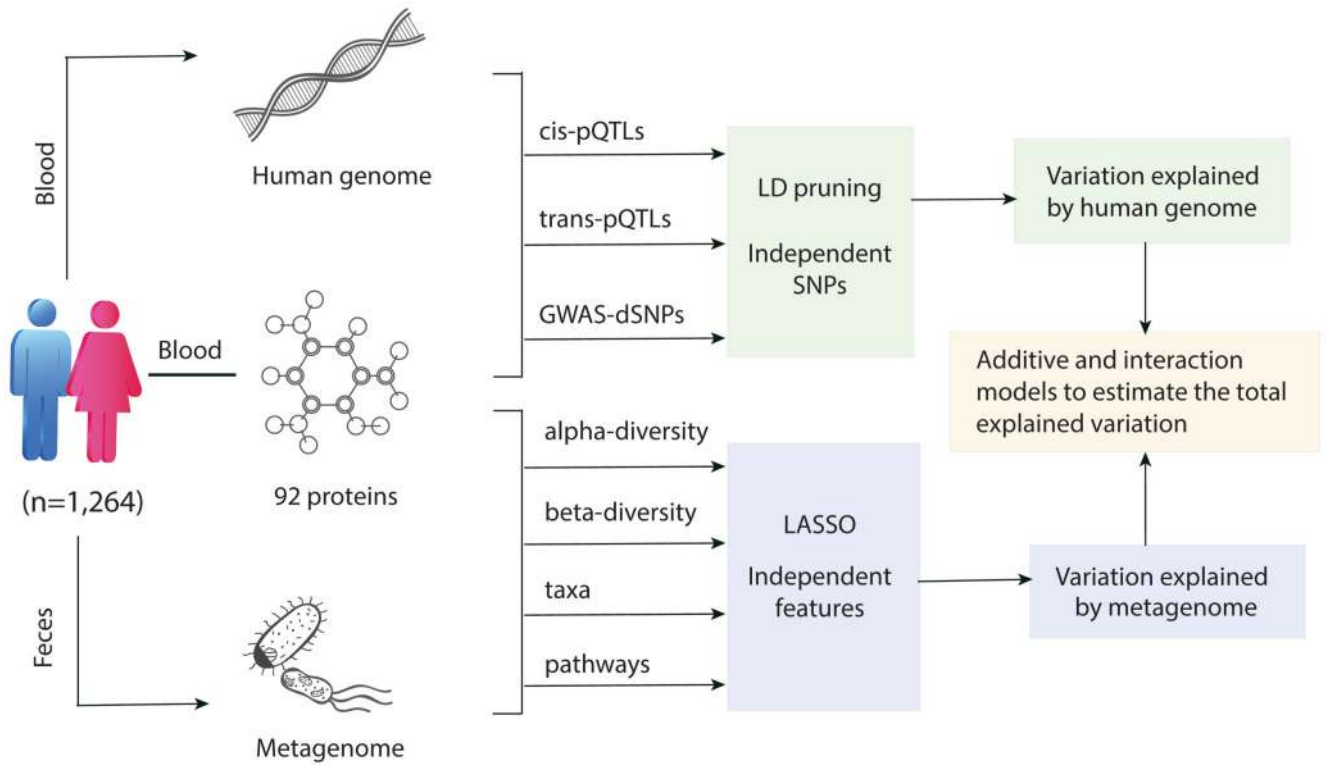 Blood
Human genome
Blood
(n=1,264)
92 proteins
Feces
Metagenome
cis-pQTLs
trans-pQTLs
GWAS-dSNPs
LD pruning
Independent
SNPs
Variation explained
by human genome
Additive and interaction
models to estimate the total
explained variation
alpha-diversity
beta-diversity
taxa
pathways
LASSO
Independent
features
Variation explained
by metagenome